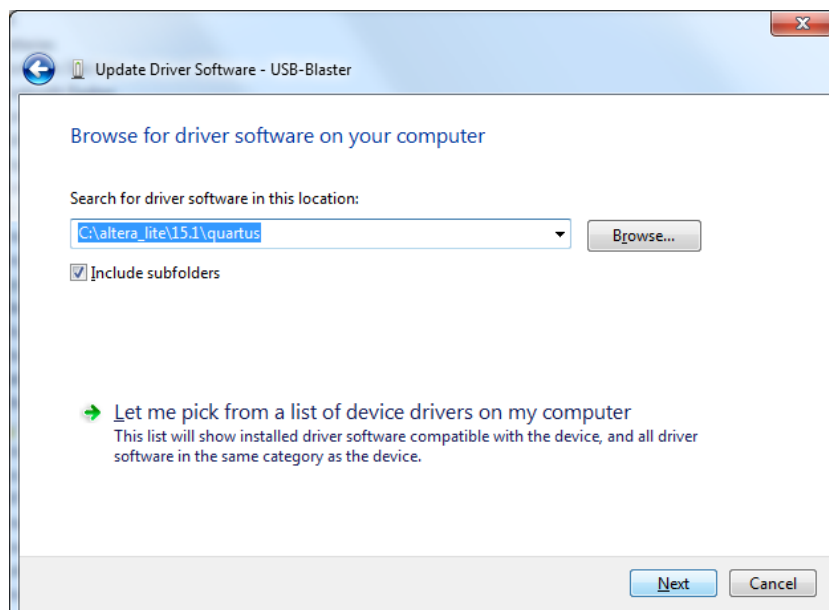 Update Driver Software - USB-Blaster
Browse for driver software on your computer
Search for driver software in this location:
C:\altera_lite\15.1\quartus
Browse...
Include subfolders
Let me pick from a list of device drivers on my computer
This list will show installed driver software compatible with the device, and all driver
software in the same category as the device.
Next
Cancel